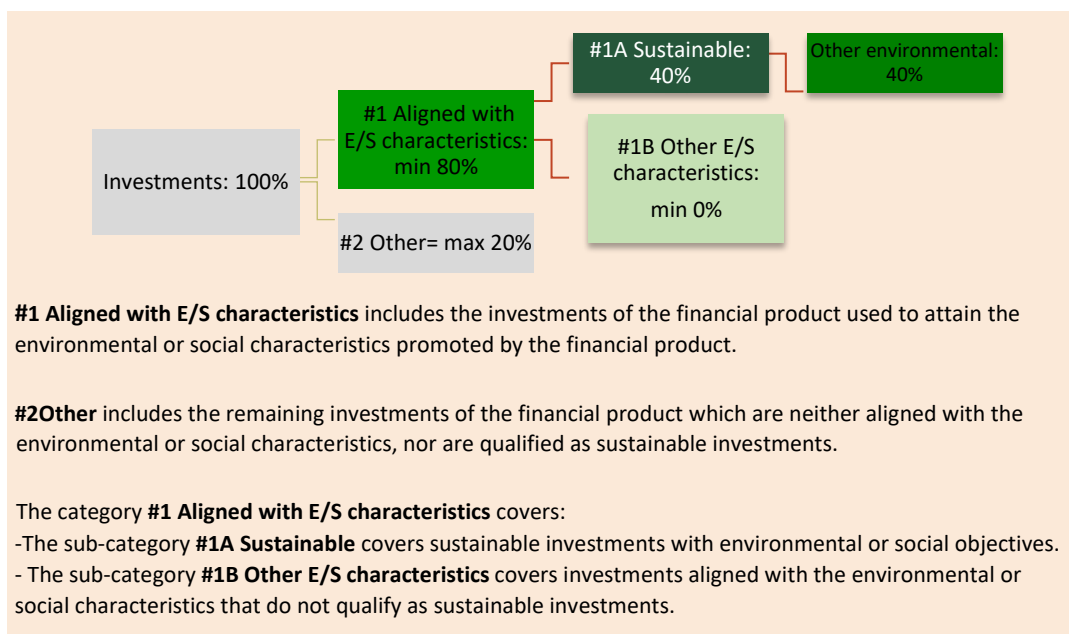 #1A Sustainable:
40%
Other environmental:
40%
#1 Aligned with
E/S characteristics:
min 80%
#1B Other E/S
characteristics:
min 0%
Investments: 100%
#2 Other= max 20%
#1 Aligned with E/S characteristics includes the investments of the financial product used to attain the
environmental or social characteristics promoted by the financial product.
#2Other includes the remaining investments of the financial product which are neither aligned with the
environmental or social characteristics, nor are qualified as sustainable investments.
The category #1 Aligned with E/S characteristics covers:
-The sub-category #1A Sustainable covers sustainable investments with environmental or social objectives.
- The sub-category #1B Other E/S characteristics covers investments aligned with the environmental or
social characteristics that do not qualify as sustainable investments.